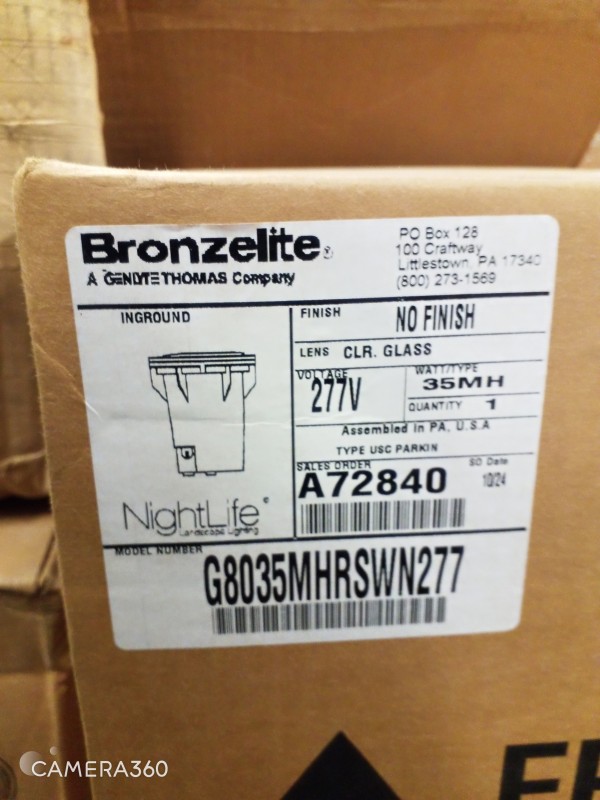 Bronzelite®
A GENLYTE THOMAS Company
PO Box 128
100 Craftway
Littlestown, PA 17340
(800) 273-1569
INGROUND
FINISH NO FINISH
LENS CLR. GLASS
VOLTAGE 277V
WATT/TYPE 35MH
QUANTITY 1
Assembled in PA, U.S.A
TYPE USC PARKIN
SALES ORDER
A72840
SO Date
10/24
NightLife®
Landscape Lighting
MODEL NUMBER
G8035MHRSWN277
CAMERA360